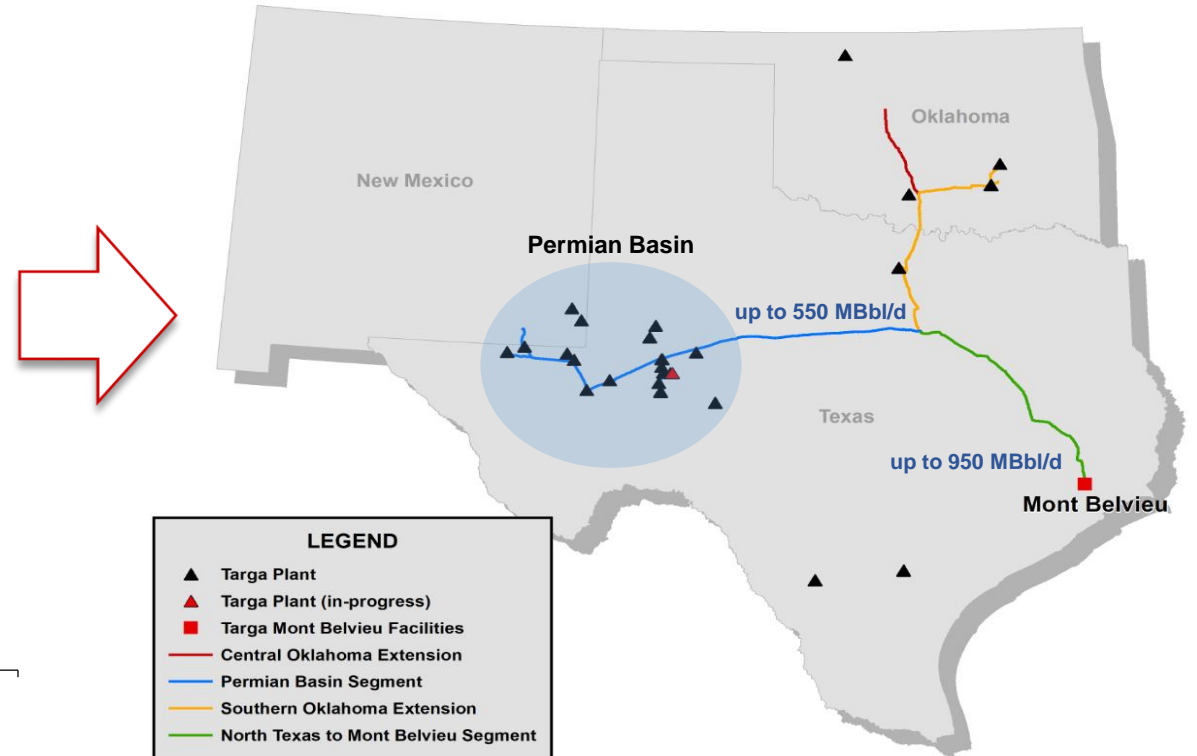 Oklahoma
New Mexico
Permian Basin
up to 550 MBbl/d
Texas
up to 950 MBbl/d
Mont Belvieu
LEGEND
Targa Plant
Targa Plant (in-progress)
Targa Mont Belvieu Facilities
Central Oklahoma Extension
Permian Basin Segment
Southern Oklahoma Extension
North Texas to Mont Belvieu Segment